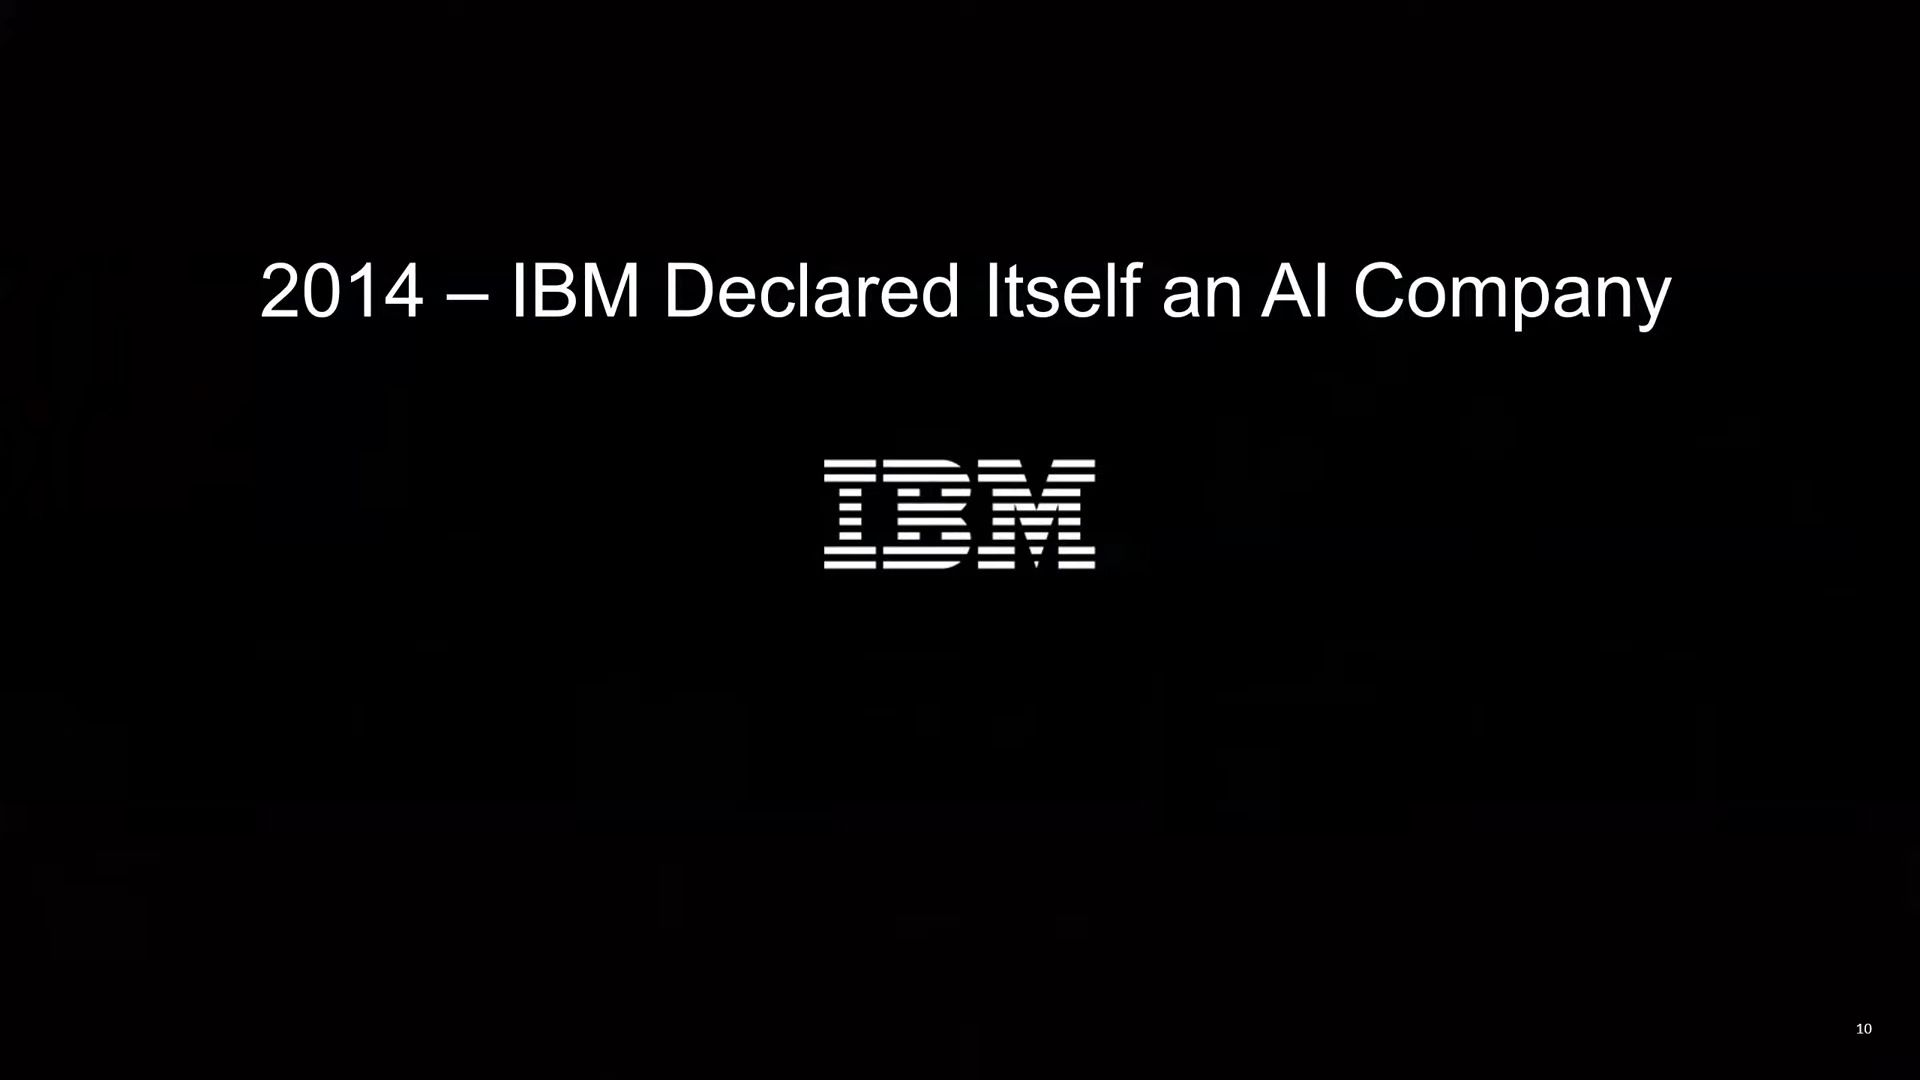 2014 – IBM Declared Itself an AI Company
IBM
10